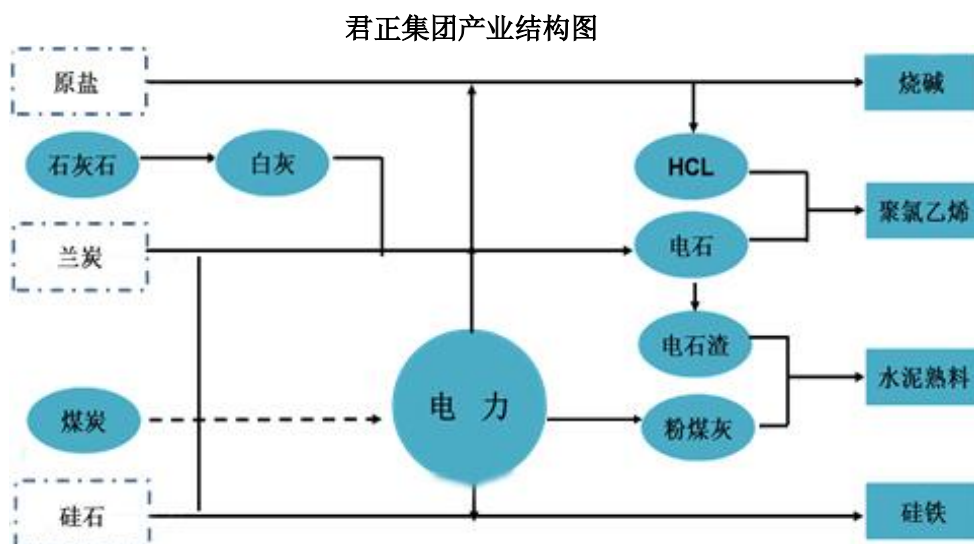 君正集团产业结构图
原盐
烧碱
石灰石
白灰
HCL
聚氯乙烯
兰炭
电石
电石渣
水泥熟料
煤炭
电 力
粉煤灰
硅石
硅铁